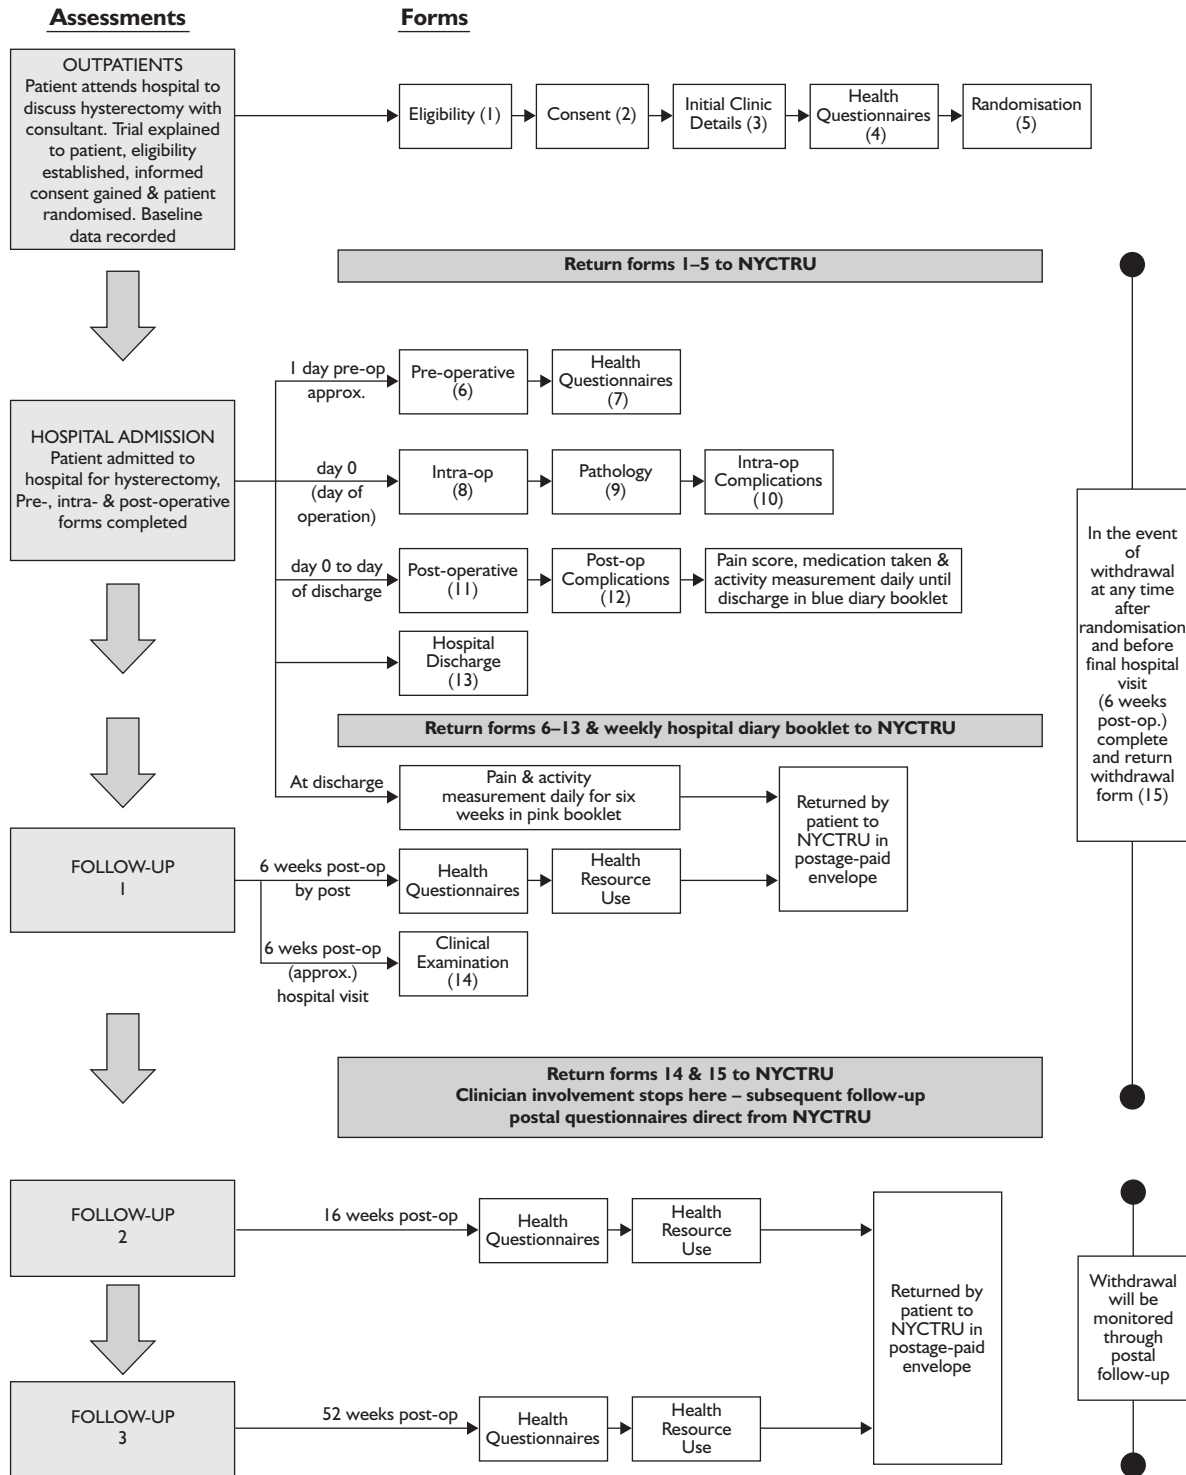 Assessments
Forms
OUTPATIENTS
Patient attends hospital to
discuss hysterectomy with
consultant. Trial explained
to patient, eligibility
established, informed
consent gained & patient
randomised. Baseline
data recorded
Eligibility (1)
Consent (2)
Initial Clinic
Details (3)
Health
Questionnaires
(4)
Randomisation
(5)
Return forms 1–5 to NYCTRU
HOSPITAL ADMISSION
Patient admitted to
hospital for hysterectomy,
Pre-, intra- & post-operative
forms completed
1 day pre-op
approx.
Pre-operative
(6)
Health
Questionnaires
(7)
day 0
(day of
operation)
Intra-op
(8)
Pathology
(9)
Intra-op
Complications
(10)
day 0 to day
of discharge
Post-operative
(11)
Post-op
Complications
(12)
Pain score, medication taken &
activity measurement daily until
discharge in blue diary booklet
Hospital
Discharge
(13)
Return forms 6–13 & weekly hospital diary booklet to NYCTRU
At discharge
Pain & activity
measurement daily for six
weeks in pink booklet
Returned by
patient to
NYCTRU in
postage-paid
envelope
FOLLOW-UP
1
6 weeks post-op
by post
Health
Questionnaires
Health
Resource
Use
6 weks post-op
(approx.)
hospital visit
Clinical
Examination
(14)
In the event
of
withdrawal
at any time
after
randomisation
and before
final hospital
visit
(6 weeks
post-op.)
complete
and return
withdrawal
form (15)
Return forms 14 & 15 to NYCTRU
Clinician involvement stops here – subsequent follow-up
postal questionnaires direct from NYCTRU
FOLLOW-UP
2
16 weeks post-op
Health
Questionnaires
Health
Resource
Use
Returned by
patient to
NYCTRU in
postage-paid
envelope
Withdrawal
will be
monitored
through
postal
follow-up
FOLLOW-UP
3
52 weeks post-op
Health
Questionnaires
Health
Resource
Use